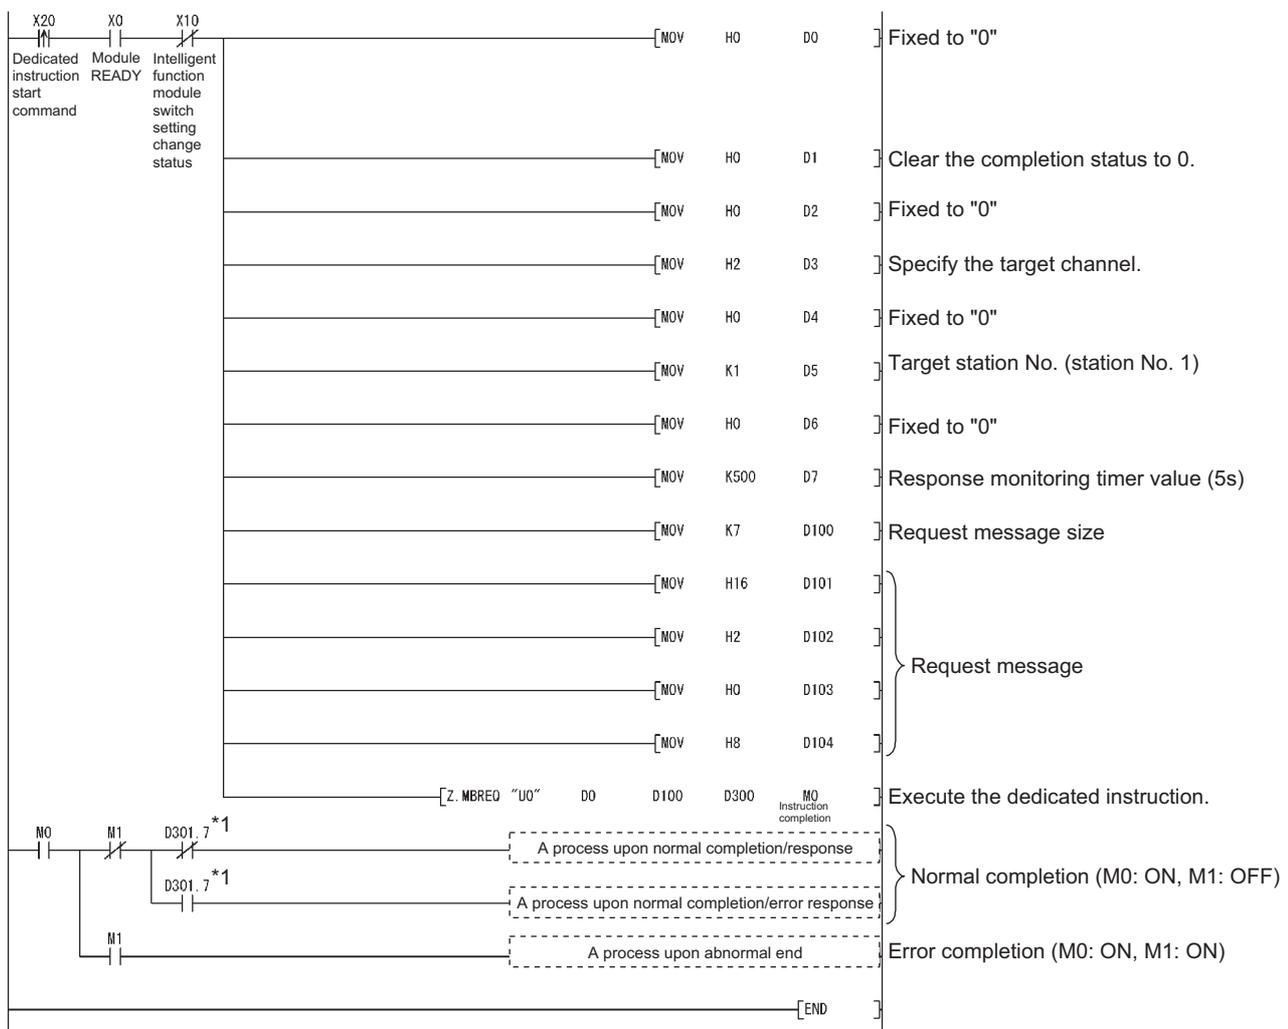 X20 X0 X10
[MOV H0 D0 ] Fixed to "0"
Dedicated instruction start command
Module READY
Intelligent function module switch setting change status
[MOV H0 D1 ] Clear the completion status to 0.
[MOV H0 D2 ] Fixed to "0"
[MOV H2 D3 ] Specify the target channel.
[MOV H0 D4 ] Fixed to "0"
[MOV K1 D5 ] Target station No. (station No. 1)
[MOV H0 D6 ] Fixed to "0"
[MOV K500 D7 ] Response monitoring timer value (5s)
[MOV K7 D100 ] Request message size
[MOV H16 D101 ]
[MOV H2 D102 ]
Request message
[MOV H0 D103 ]
[MOV H8 D104 ]
[Z.MBREQ "U0" D0 D100 D300 M0 ] Execute the dedicated instruction.
Instruction completion
M0 M1 D301.7 *1
A process upon normal completion/response
Normal completion (M0: ON, M1: OFF)
D301.7 *1
A process upon normal completion/error response
M1
A process upon abnormal end
Error completion (M0: ON, M1: ON)
[END ]